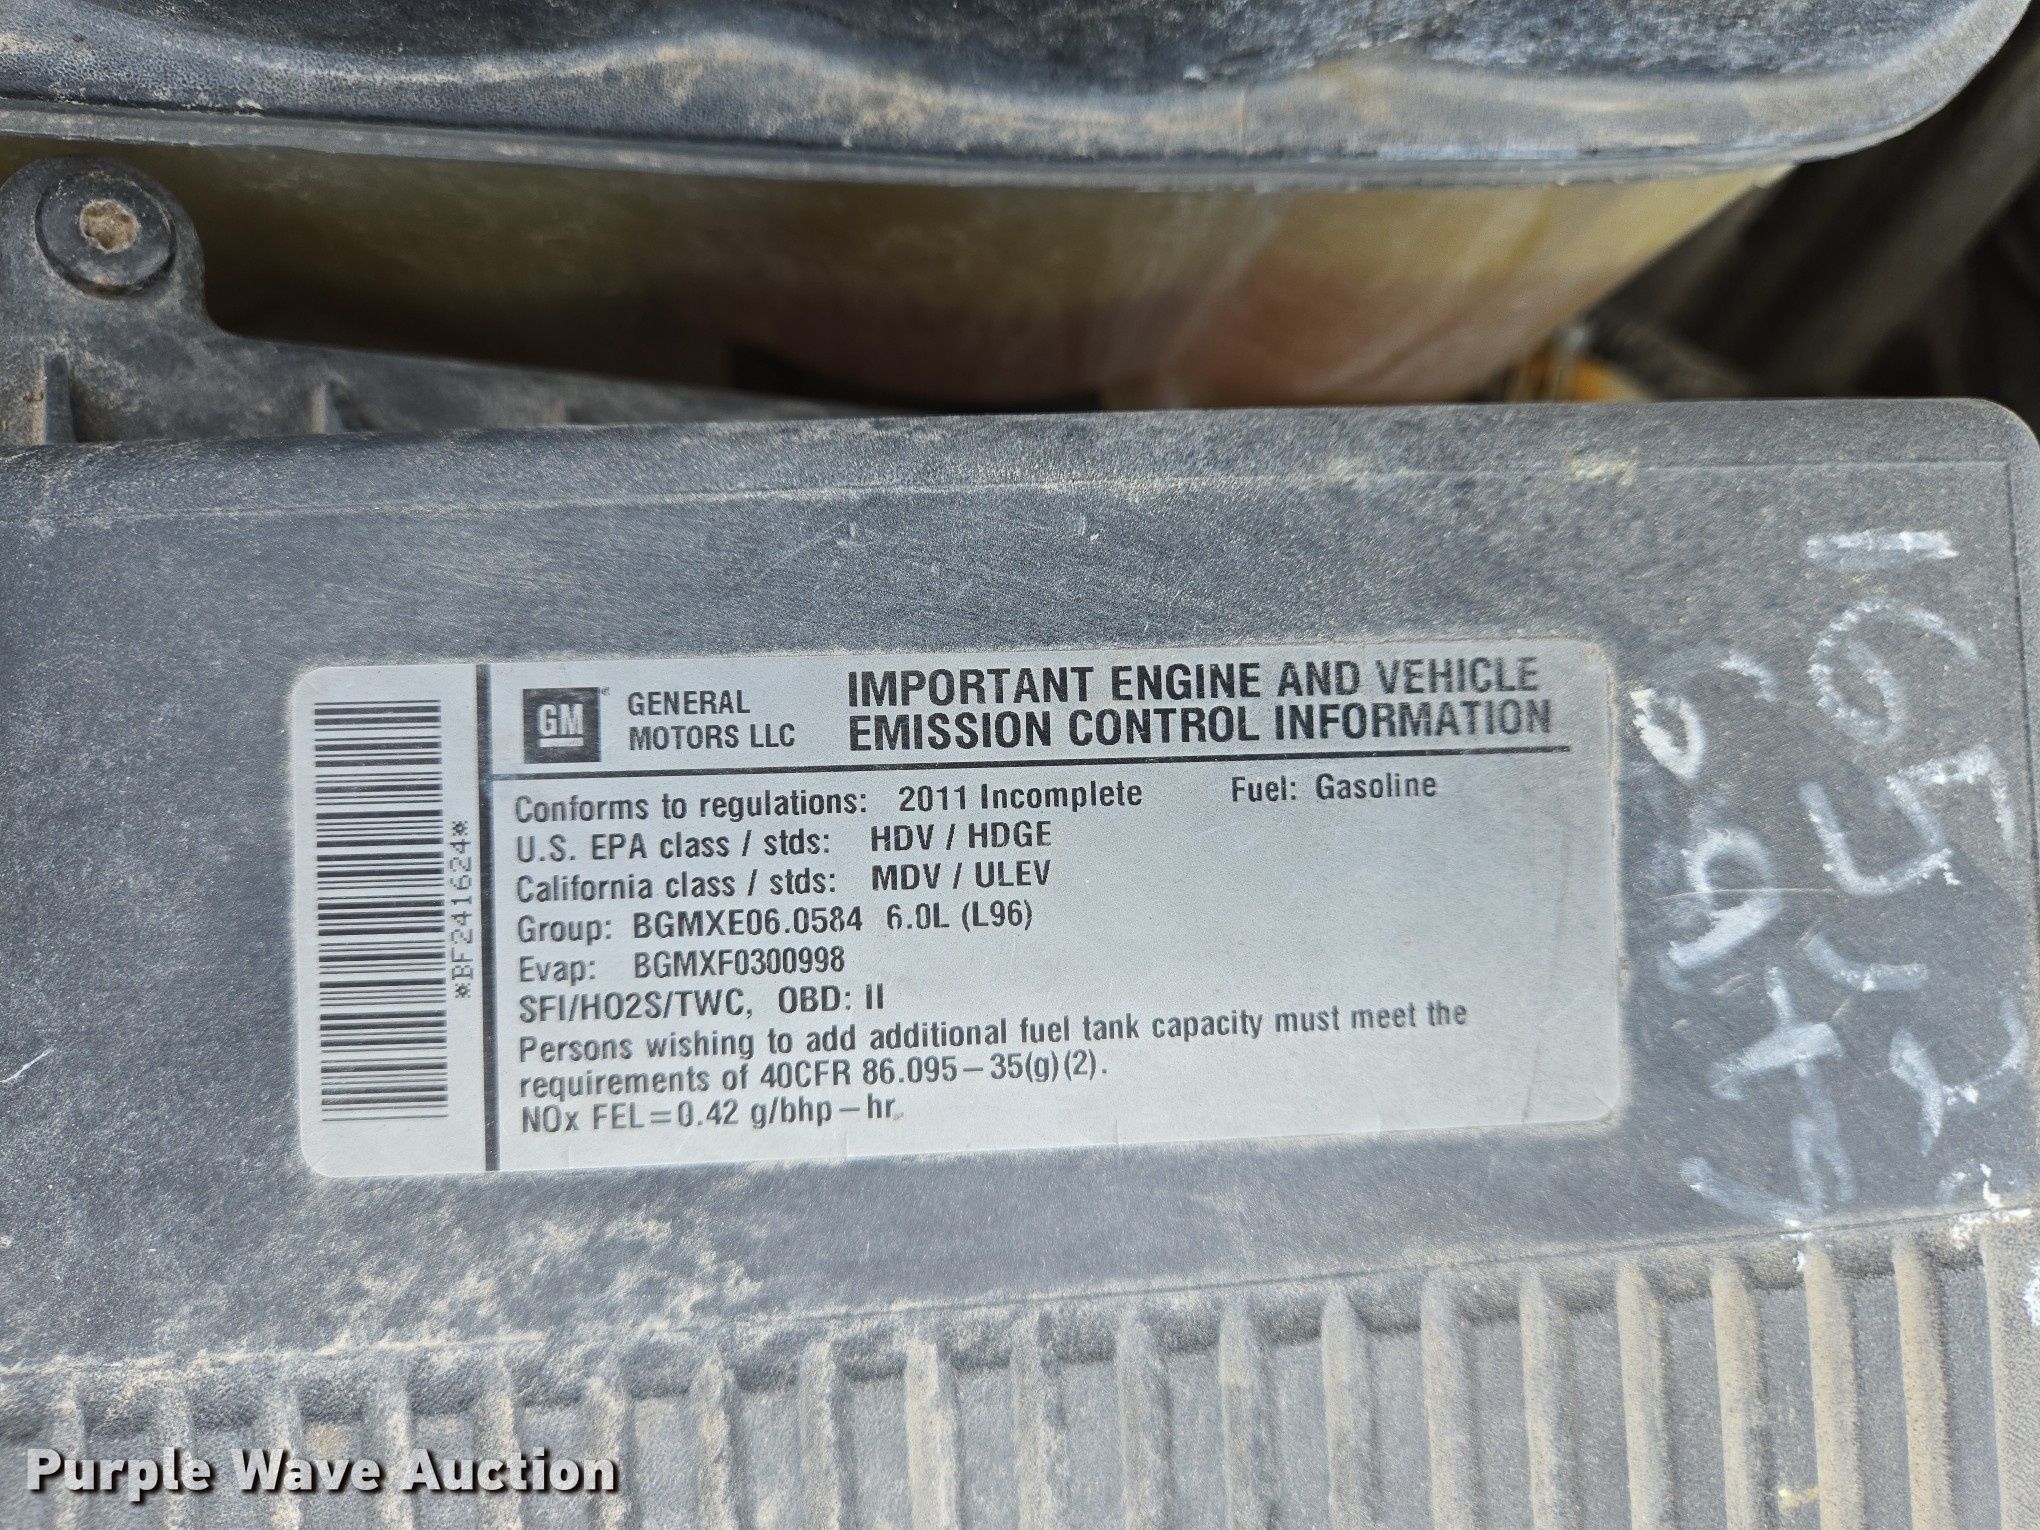 *BF241624*
GM
GENERAL
MOTORS LLC
IMPORTANT ENGINE AND VEHICLE
EMISSION CONTROL INFORMATION
Conforms to regulations: 2011 Incomplete Fuel: Gasoline
U.S. EPA class / stds: HDV / HDGE
California class / stds: MDV / ULEV
Group: BGMXE06.0584 6.0L (L96)
Evap: BGMXF0300998
SFI/HO2S/TWC, OBD: II
Persons wishing to add additional fuel tank capacity must meet the
requirements of 40CFR 86.095–35(g)(2).
NOx FEL=0.42 g/bhp–hr.
Purple Wave Auction